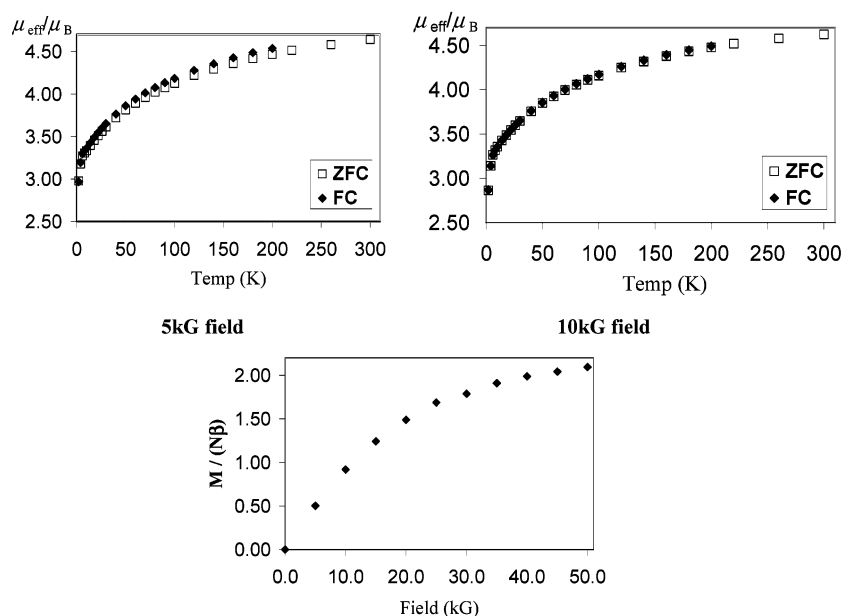 μeff/μB
4.50
4.00
3.50
3.00
2.50
ZFC
FC
0 50 100 150 200 250 300
Temp (K)
5kG field
μeff/μB
4.50
4.00
3.50
3.00
2.50
ZFC
FC
0 50 100 150 200 250 300
Temp (K)
10kG field
M / (Nβ)
2.00
1.50
1.00
0.50
0.00
0.0 10.0 20.0 30.0 40.0 50.0
Field (kG)